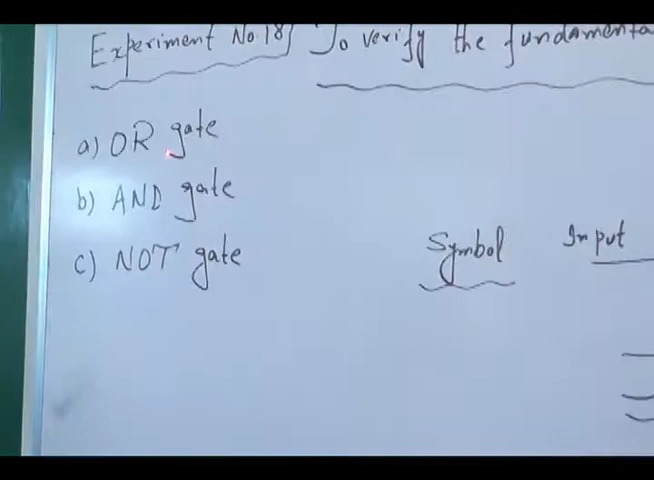 Experiment No. 18) To verify the fundamenta
a) OR gate
b) AND gate
c) NOT gate
Symbol Input